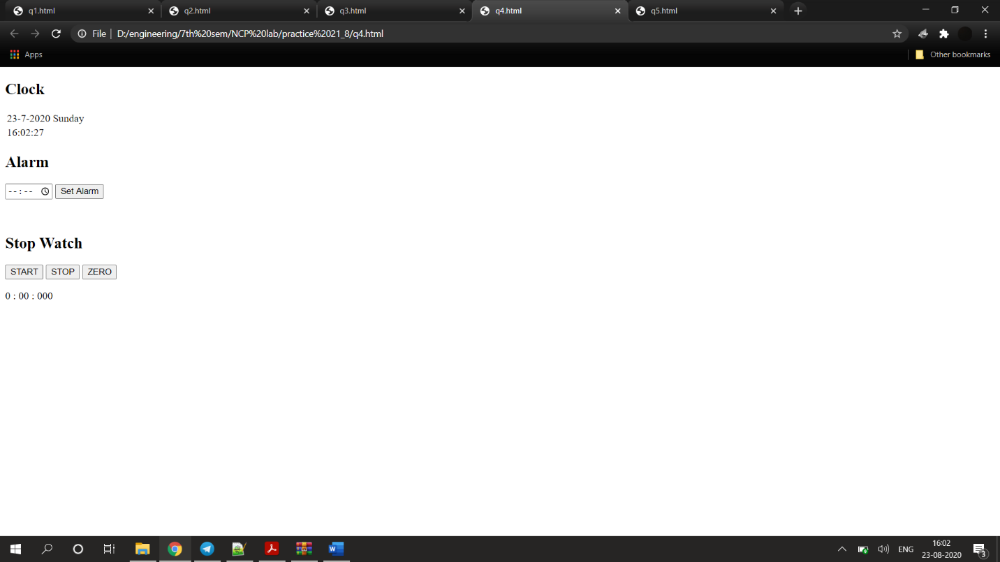 q1.html
q2.html
q3.html
q4.html
q5.html
File
D:/engineering/7th%20sem/NCP%20lab/practice%2021_8/q4.html
Apps
Other bookmarks
Clock
23-7-2020 Sunday
16:02:27
Alarm
--:-- Set Alarm
Stop Watch
START STOP ZERO
0 : 00 : 000
W
ENG
16:02
23-08-2020
3